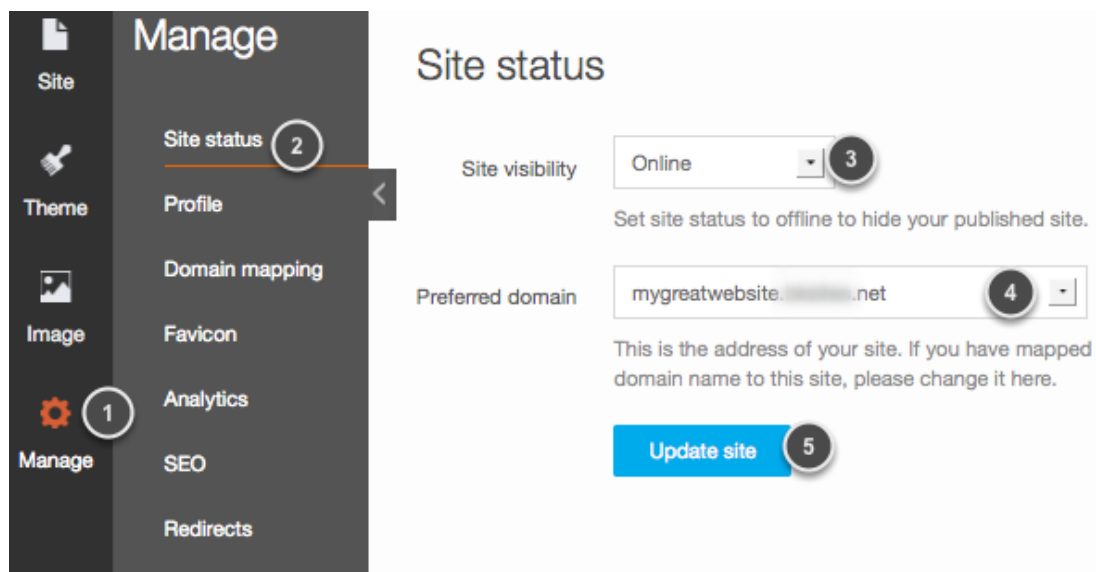 Site
Theme
Image
1
Manage
Manage
Site status 2
Profile
Domain mapping
Favicon
Analytics
SEO
Redirects
Site status
Site visibility Online 3
Set site status to offline to hide your published site.
Preferred domain mygreatwebsite. .net 4
This is the address of your site. If you have mapped
domain name to this site, please change it here.
Update site 5